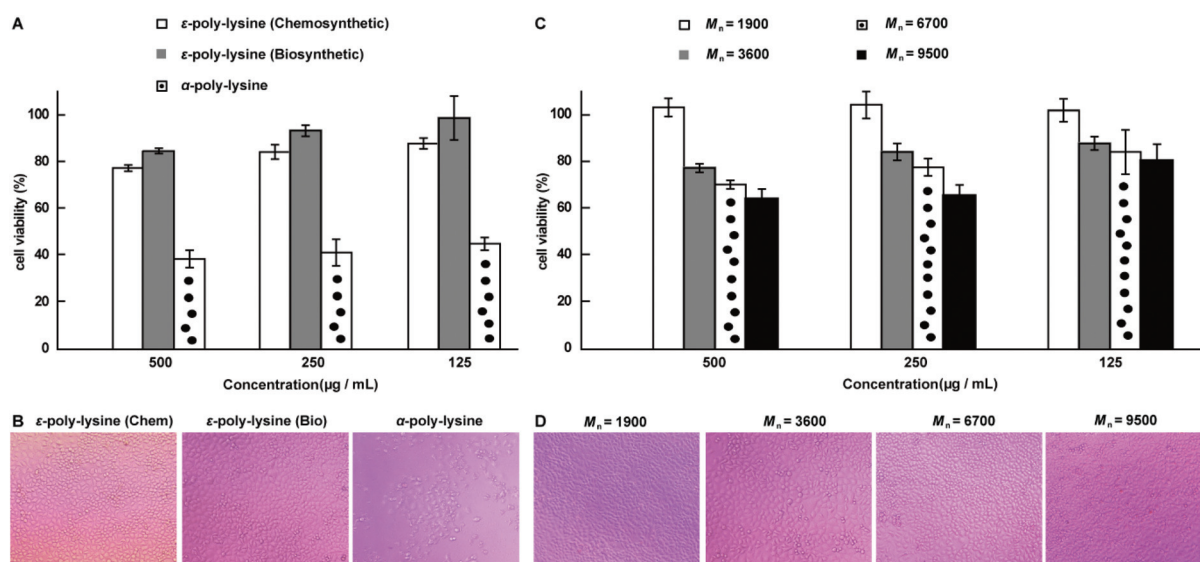 A
ε-poly-lysine (Chemosynthetic)
ε-poly-lysine (Biosynthetic)
α-poly-lysine
100
80
60
40
20
0
cell viability (%)
500 250 125
Concentration(µg / mL)
C
Mn = 1900
Mn = 3600
Mn = 6700
Mn = 9500
100
80
60
40
20
0
cell viability (%)
500 250 125
Concentration(µg / mL)
B ε-poly-lysine (Chem) ε-poly-lysine (Bio) α-poly-lysine
D Mn = 1900 Mn = 3600 Mn = 6700 Mn = 9500